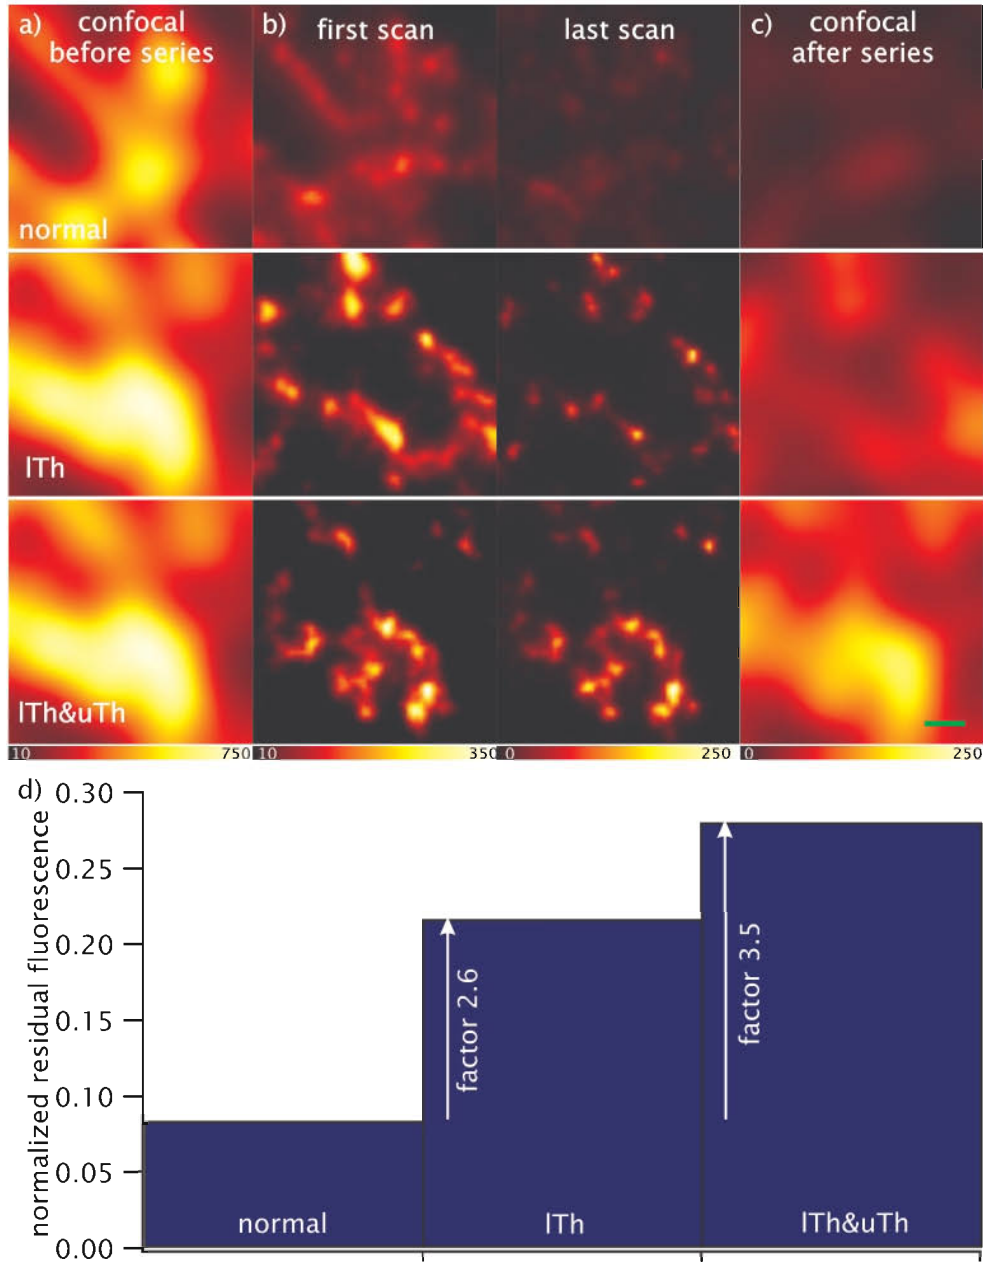 a) confocal
before series
b) first scan
last scan
c) confocal
after series
normal
lTh
lTh&uTh
10 750
10 350
0 250
0 250
d)
normalized residual fluorescence
0.30
0.25
0.20
0.15
0.10
0.05
0.00
factor 2.6
factor 3.5
normal
lTh
lTh&uTh